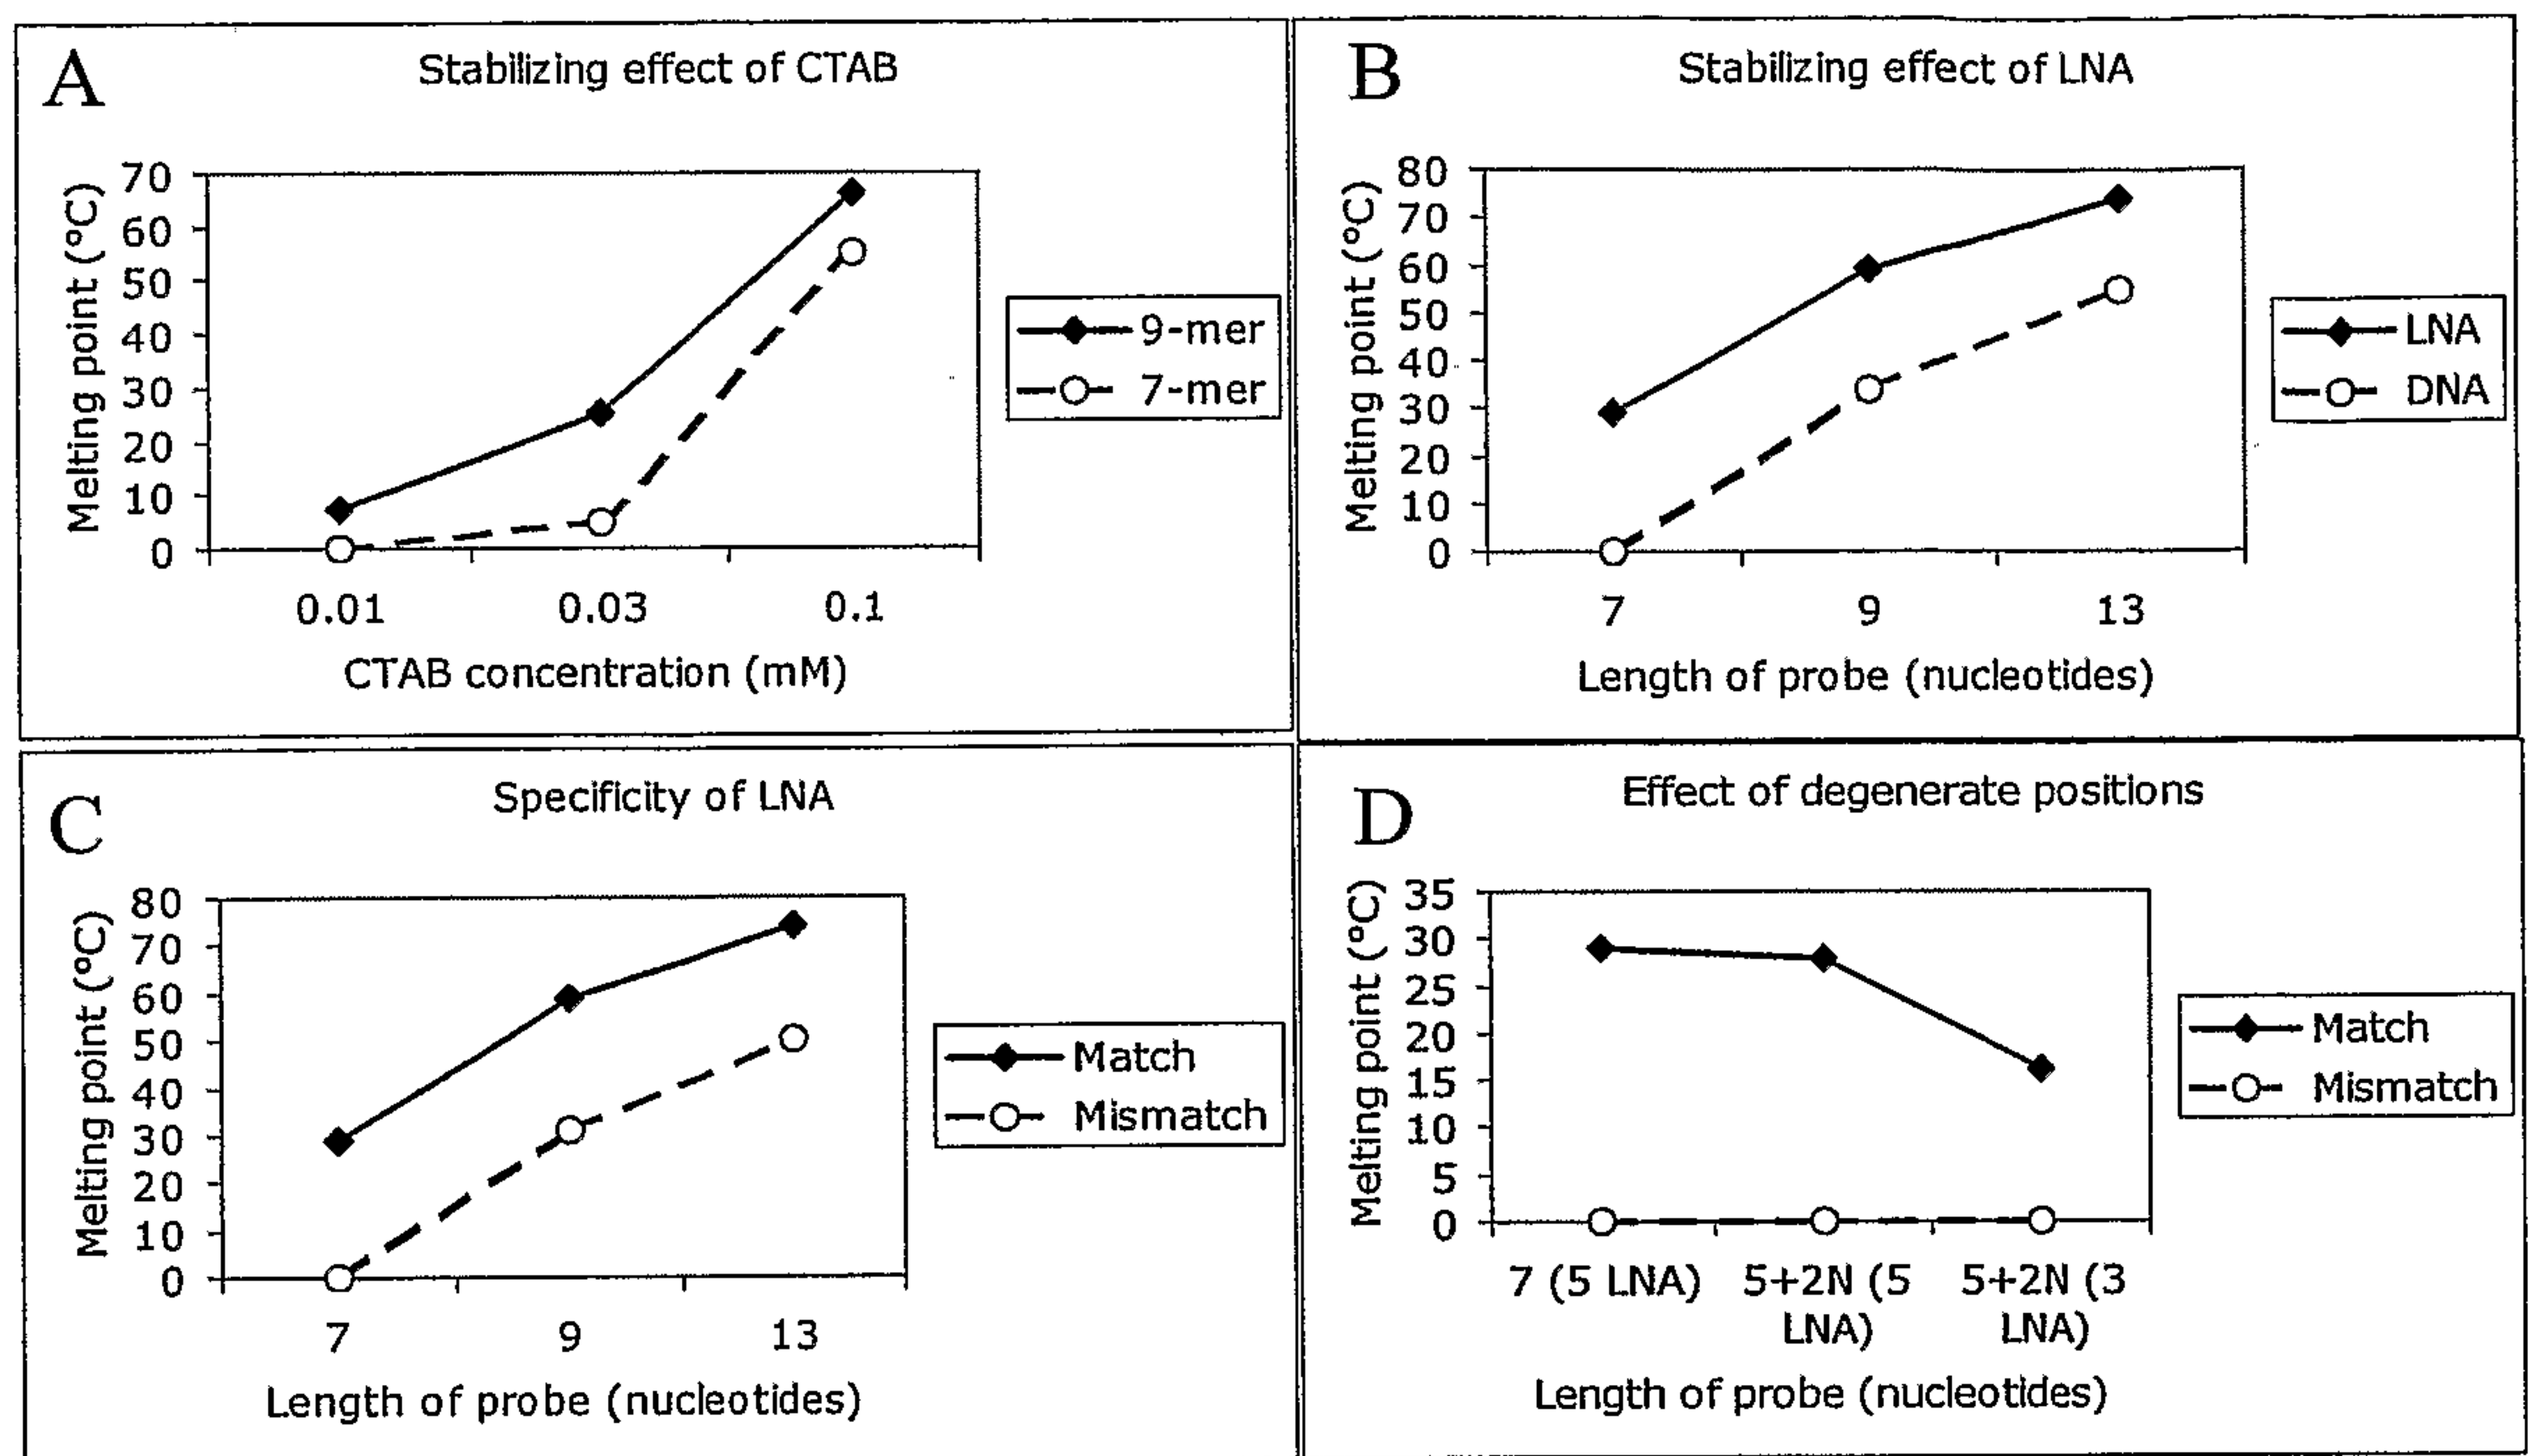 A
Stabilizing effect of CTAB
Melting point (°C)
70
60
50
40
30
20
10
0
0.01 0.03 0.1
CTAB concentration (mM)
9-mer
7-mer
B
Stabilizing effect of LNA
Melting point (°C)
80
70
60
50
40
30
20
10
0
7 9 13
Length of probe (nucleotides)
LNA
DNA
C
Specificity of LNA
Melting point (°C)
80
70
60
50
40
30
20
10
0
7 9 13
Length of probe (nucleotides)
Match
Mismatch
D
Effect of degenerate positions
Melting point (°C)
35
30
25
20
15
10
5
0
7 (5 LNA) 5+2N (5 5+2N (3
LNA) LNA)
Length of probe (nucleotides)
Match
Mismatch